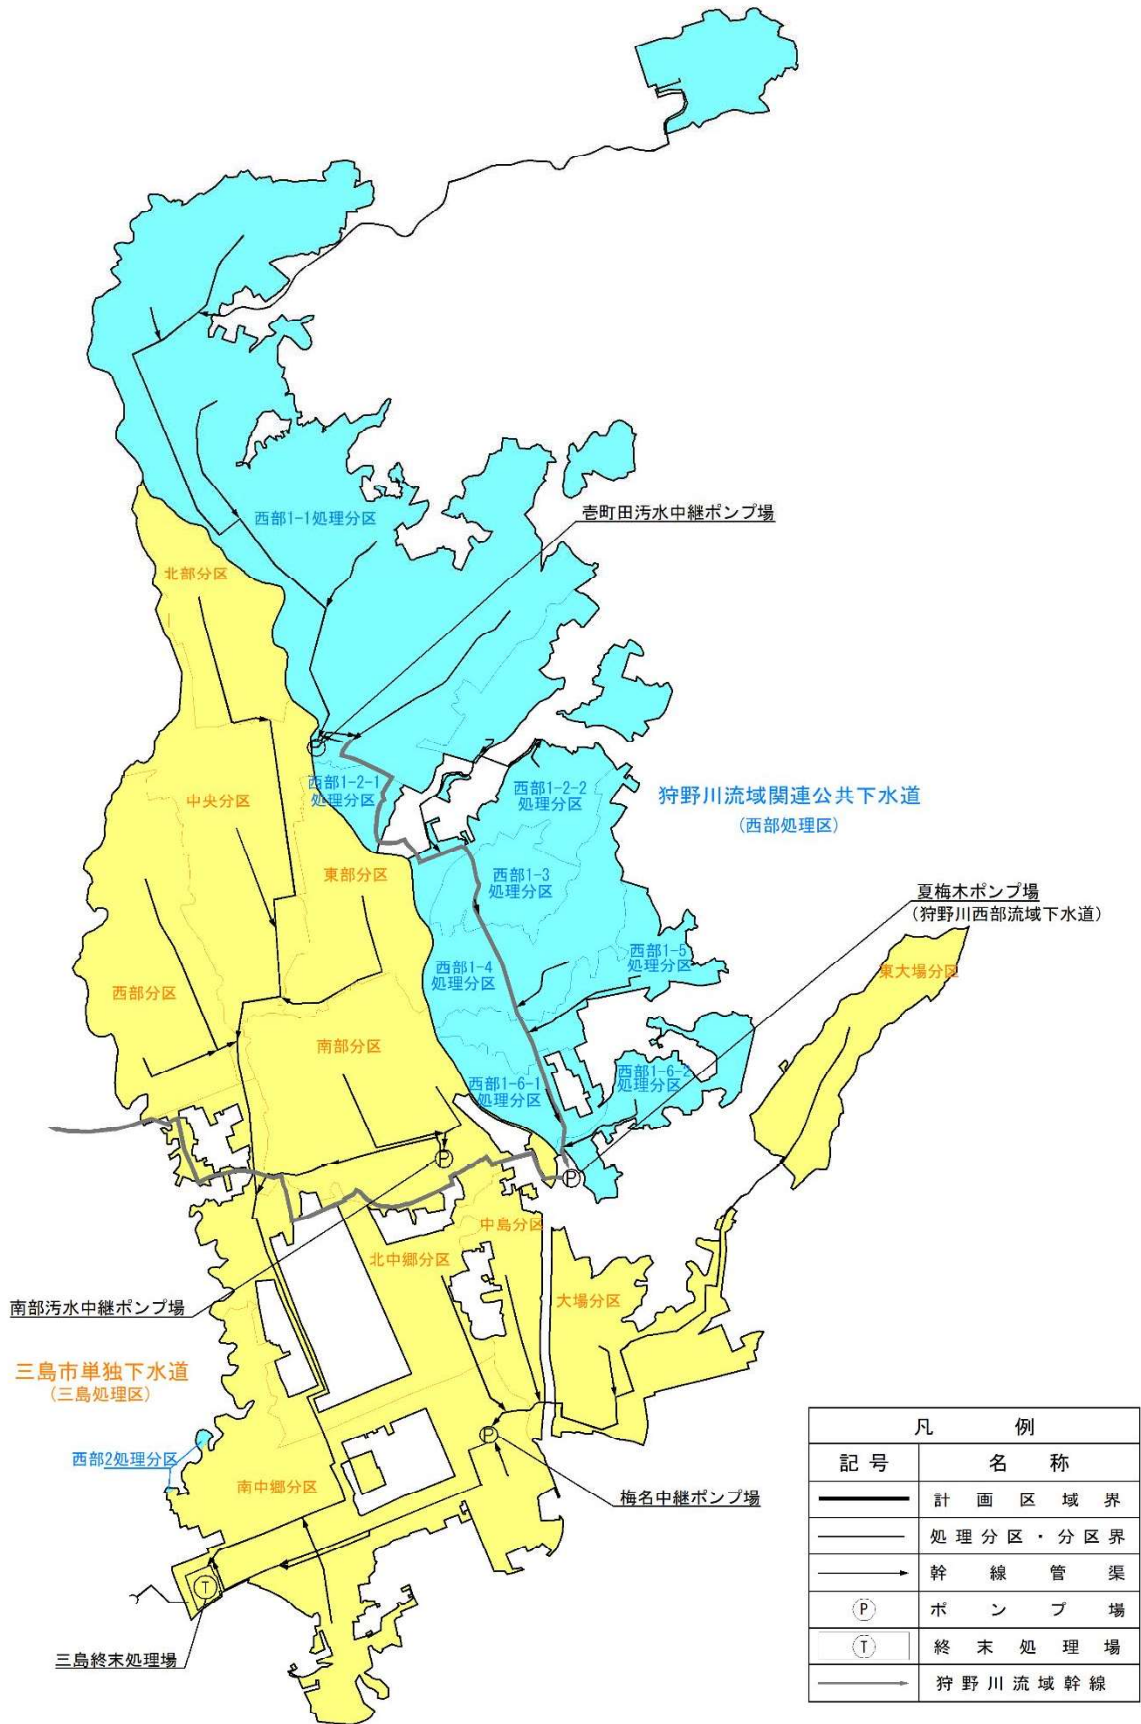 西部1-1処理分区
壱町田汚水中継ポンプ場
北部分区
西部1-2-1
処理分区
西部1-2-2
処理分区
狩野川流域関連公共下水道
(西部処理区)
中央分区
東部分区
西部1-3
処理分区
夏梅木ポンプ場
(狩野川西部流域下水道)
西部1-4
処理分区
西部1-5
処理分区
東大場分区
西部分区
南部分区
西部1-6-1
処理分区
西部1-6-2
処理分区
P
P
中島分区
北中郷分区
大場分区
南部汚水中継ポンプ場
三島市単独下水道
(三島処理区)
西部2処理分区
P
南中郷分区
梅名中継ポンプ場
T
三島終末処理場
凡 例
記号 名 称
計画区域界
処理分区・分区界
幹線管渠
P ポンプ場
T 終末処理場
狩野川流域幹線